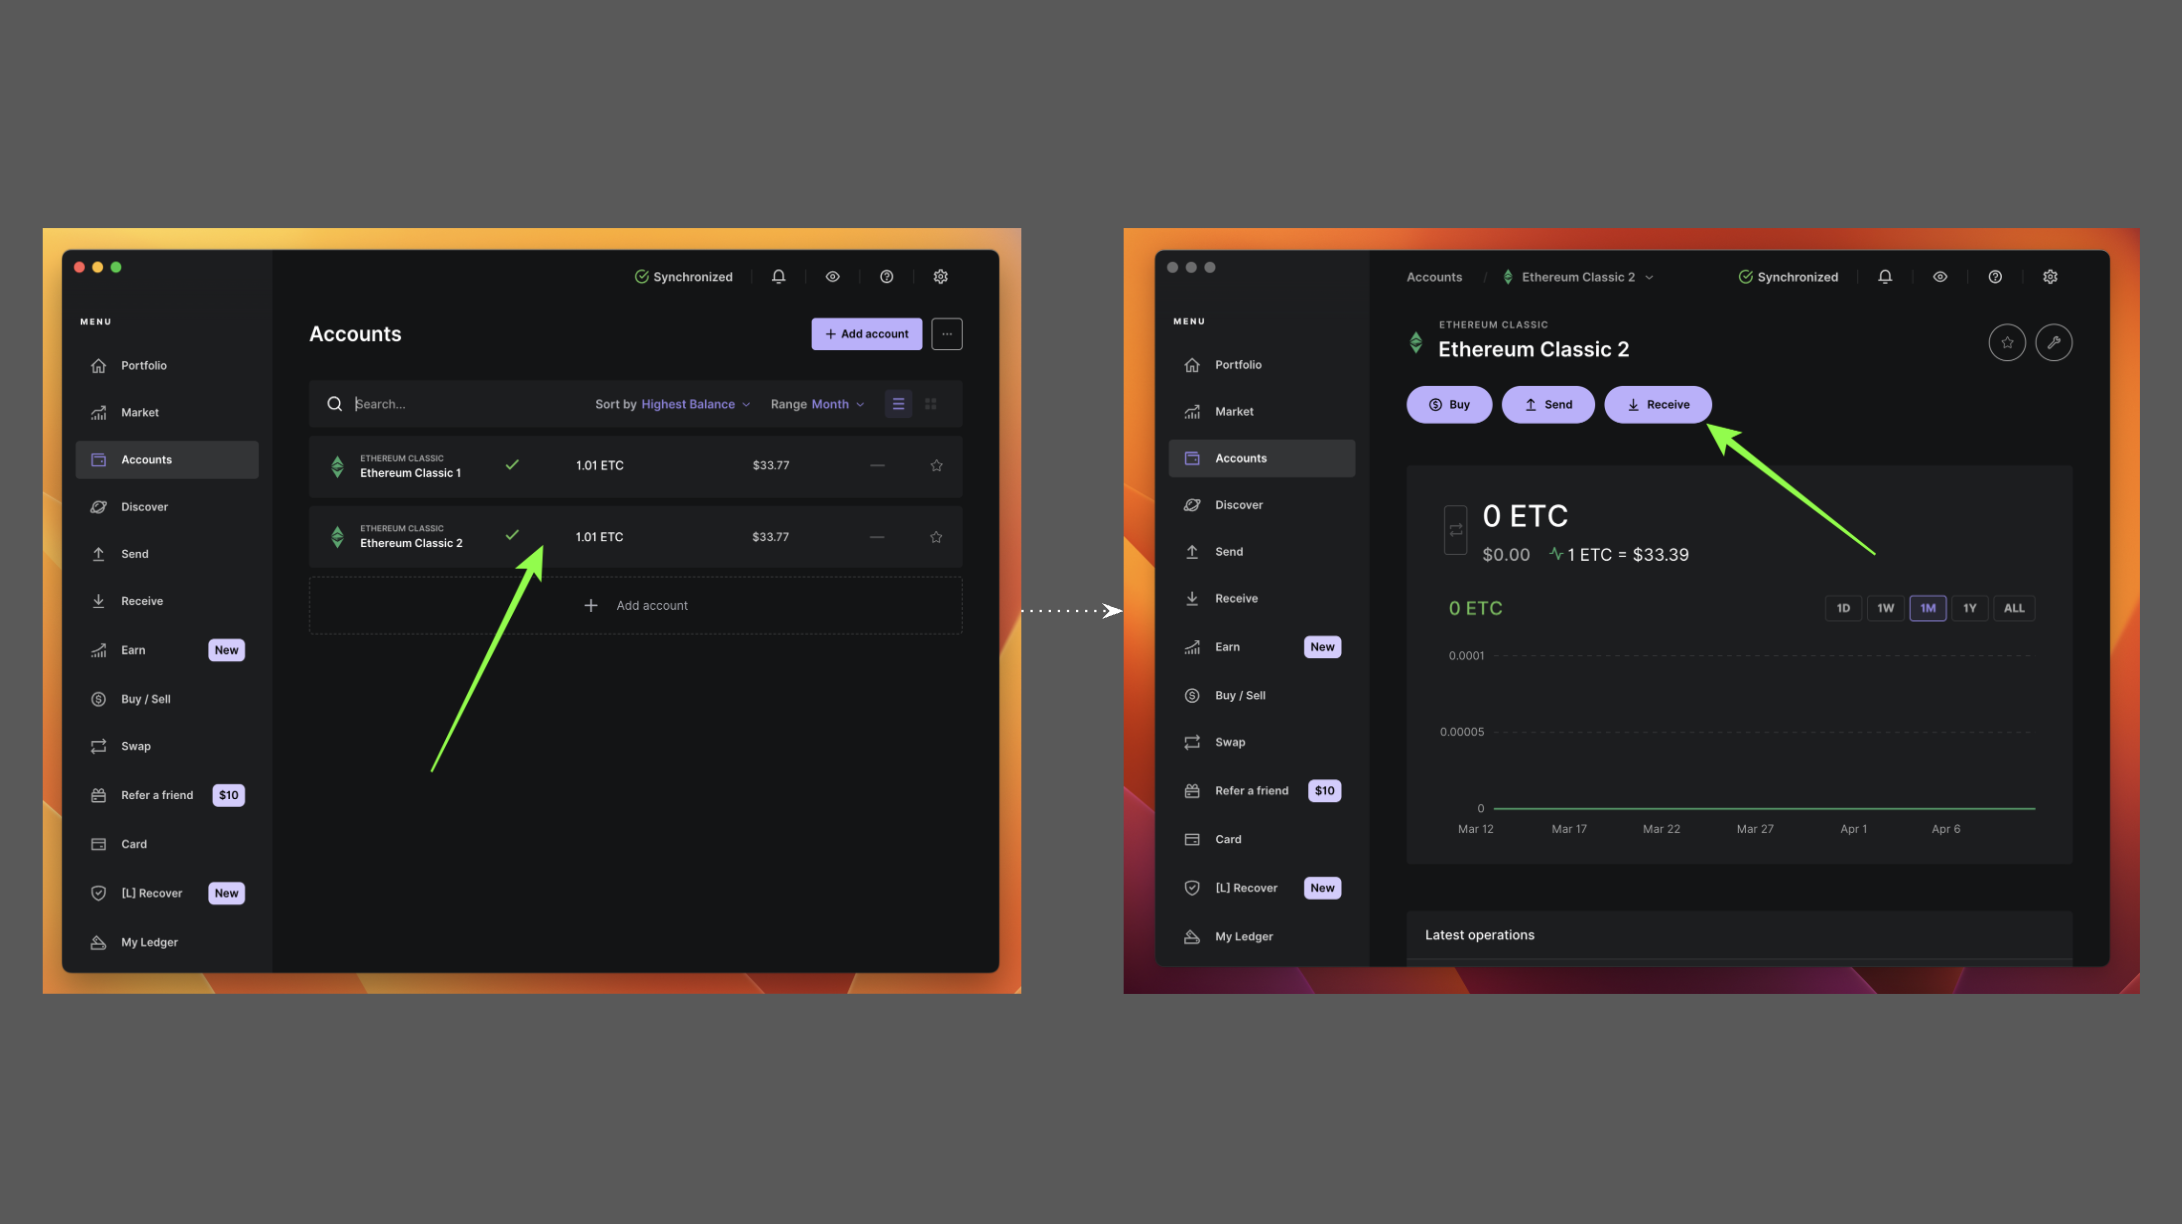 Synchronized
MENU
Portfolio
Market
Accounts
Discover
Send
Receive
Earn New
Buy / Sell
Swap
Refer a friend $10
Card
[L] Recover New
My Ledger
Accounts
+ Add account ...
Search...
Sort by Highest Balance
Range Month
ETHEREUM CLASSIC
Ethereum Classic 1 1.01 ETC $33.77 —
ETHEREUM CLASSIC
Ethereum Classic 2 1.01 ETC $33.77 —
+ Add account
Accounts / Ethereum Classic 2
Synchronized
MENU
Portfolio
Market
Accounts
Discover
Send
Receive
Earn New
Buy / Sell
Swap
Refer a friend $10
Card
[L] Recover New
My Ledger
ETHEREUM CLASSIC
Ethereum Classic 2
Buy Send Receive
0 ETC
$0.00 1 ETC = $33.39
0 ETC
1D 1W 1M 1Y ALL
0.0001
0.00005
0
Mar 12 Mar 17 Mar 22 Mar 27 Apr 1 Apr 6
Latest operations